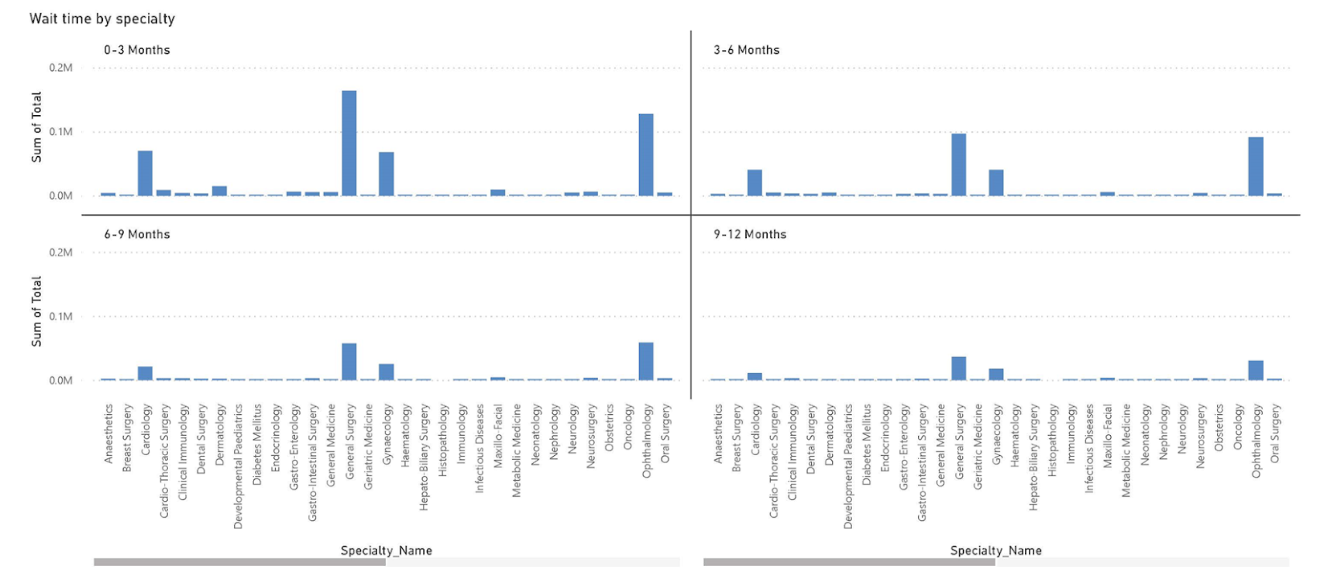 Wait time by specialty
0-3 Months
3-6 Months
0.2M
0.1M
0.0M
Sum of Total
6-9 Months
9-12 Months
0.2M
0.1M
0.0M
Sum of Total
Anaesthetics
Breast Surgery
Cardiology
Cardio-Thoracic Surgery
Clinical Immunology
Dental Surgery
Dermatology
Developmental Paediatrics
Diabetes Mellitus
Endocrinology
Gastro-Enterology
Gastro-Intestinal Surgery
General Medicine
General Surgery
Geriatric Medicine
Gynaecology
Haematology
Hepato-Biliary Surgery
Histopathology
Immunology
Infectious Diseases
Maxillo-Facial
Metabolic Medicine
Neonatology
Nephrology
Neurology
Neurosurgery
Obstetrics
Oncology
Ophthalmology
Oral Surgery
Anaesthetics
Breast Surgery
Cardiology
Cardio-Thoracic Surgery
Clinical Immunology
Dental Surgery
Dermatology
Developmental Paediatrics
Diabetes Mellitus
Endocrinology
Gastro-Enterology
Gastro-Intestinal Surgery
General Medicine
General Surgery
Geriatric Medicine
Gynaecology
Haematology
Hepato-Biliary Surgery
Histopathology
Immunology
Infectious Diseases
Maxillo-Facial
Metabolic Medicine
Neonatology
Nephrology
Neurology
Neurosurgery
Obstetrics
Oncology
Ophthalmology
Oral Surgery
Specialty_Name
Specialty_Name